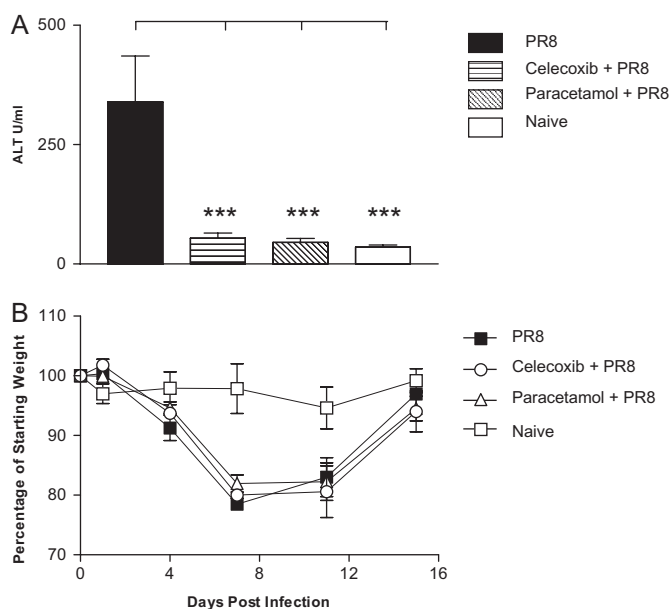 A
500
250
0
ALT U/ml
*** *** ***
PR8
Celecoxib + PR8
Paracetamol + PR8
Naive
B
110
100
90
80
70
Percentage of Starting Weight
0 4 8 12 16
Days Post Infection
PR8
Celecoxib + PR8
Paracetamol + PR8
Naive